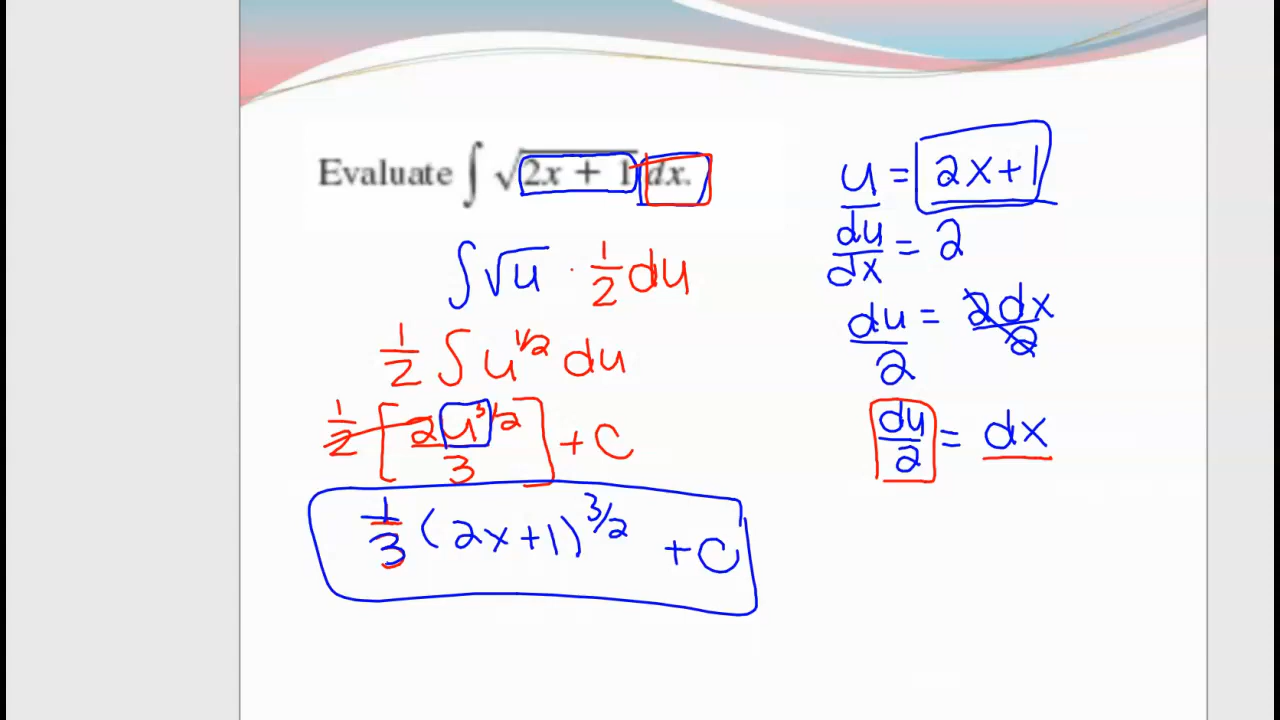 Evaluate ∫ √(2x + 1) dx.
∫ √u · 1/2 du
1/2 ∫ u^1/2 du
1/2 [ 2u^3/2 / 3 ] + C
1/3 (2x+1)^3/2 + C
u = 2x+1
du/dx = 2
du/2 = 2dx/2
du/2 = dx